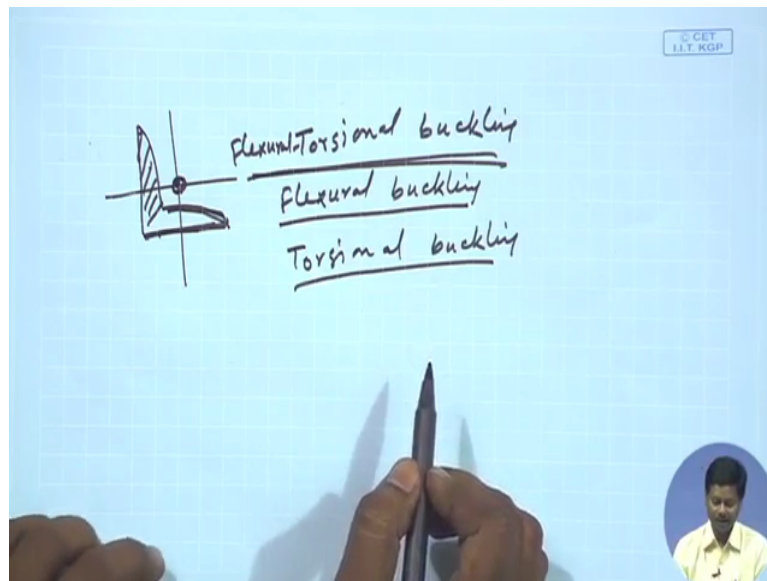 © CET
I.I.T. KGP
Flexural-Torsional buckling
Flexural buckling
Torsional buckling